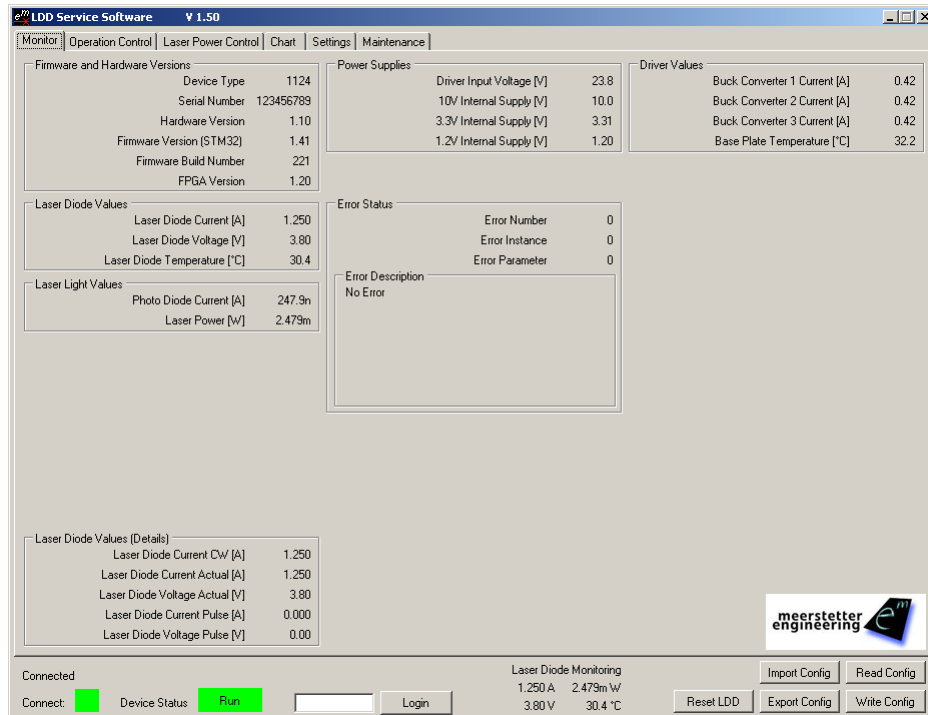 LDD Service Software V 1.50
Monitor Operation Control Laser Power Control Chart Settings Maintenance
Firmware and Hardware Versions
Device Type 1124
Serial Number 123456789
Hardware Version 1.10
Firmware Version (STM32) 1.41
Firmware Build Number 221
FPGA Version 1.20
Power Supplies
Driver Input Voltage [V] 23.8
10V Internal Supply [V] 10.0
3.3V Internal Supply [V] 3.31
1.2V Internal Supply [V] 1.20
Driver Values
Buck Converter 1 Current [A] 0.42
Buck Converter 2 Current [A] 0.42
Buck Converter 3 Current [A] 0.42
Base Plate Temperature [°C] 32.2
Laser Diode Values
Laser Diode Current [A] 1.250
Laser Diode Voltage [V] 3.80
Laser Diode Temperature [°C] 30.4
Laser Light Values
Photo Diode Current [A] 247.9n
Laser Power [W] 2.479m
Error Status
Error Number 0
Error Instance 0
Error Parameter 0
Error Description
No Error
Laser Diode Values (Details)
Laser Diode Current CW [A] 1.250
Laser Diode Current Actual [A] 1.250
Laser Diode Voltage Actual [V] 3.80
Laser Diode Current Pulse [A] 0.000
Laser Diode Voltage Pulse [V] 0.00
meerstetter
engineering
em
Connected
Connect: Device Status Run Login
Laser Diode Monitoring
1.250 A 2.479m W
3.80 V 30.4 °C
Import Config Read Config
Reset LDD Export Config Write Config